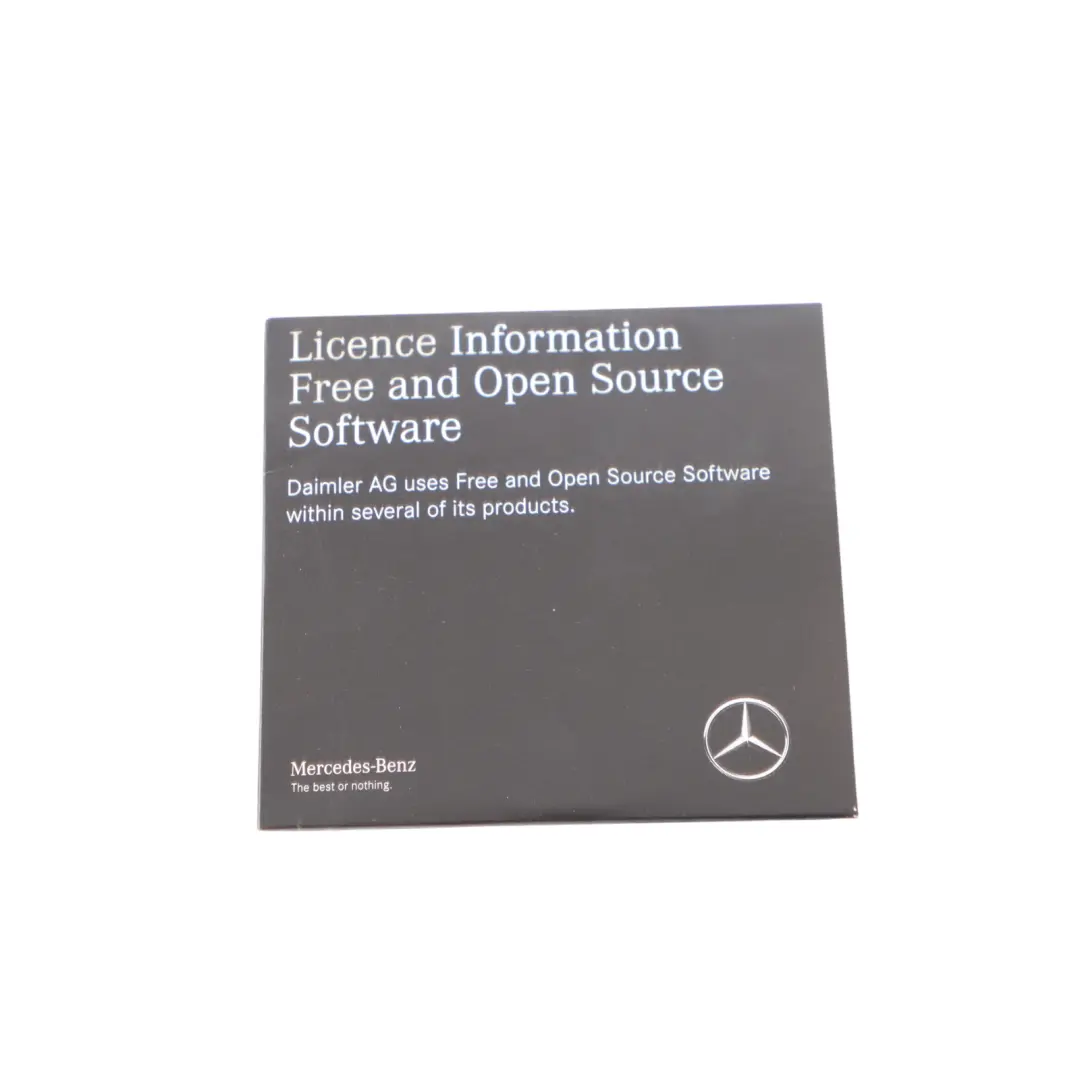 Licence Information
Free and Open Source
Software
Daimler AG uses Free and Open Source Software
within several of its products.
Mercedes-Benz
The best or nothing.